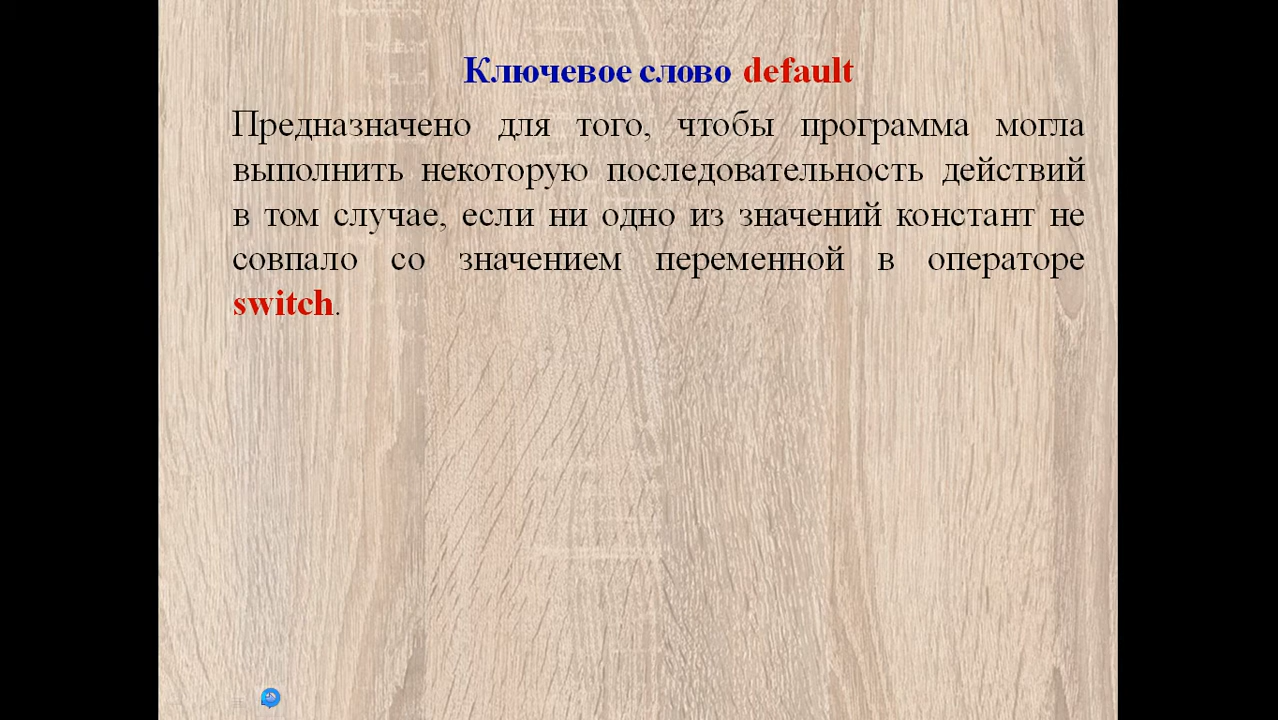 Ключевое слово default
Предназначено для того, чтобы программа могла
выполнить некоторую последовательность действий
в том случае, если ни одно из значений констант не
совпало со значением переменной в операторе
switch.